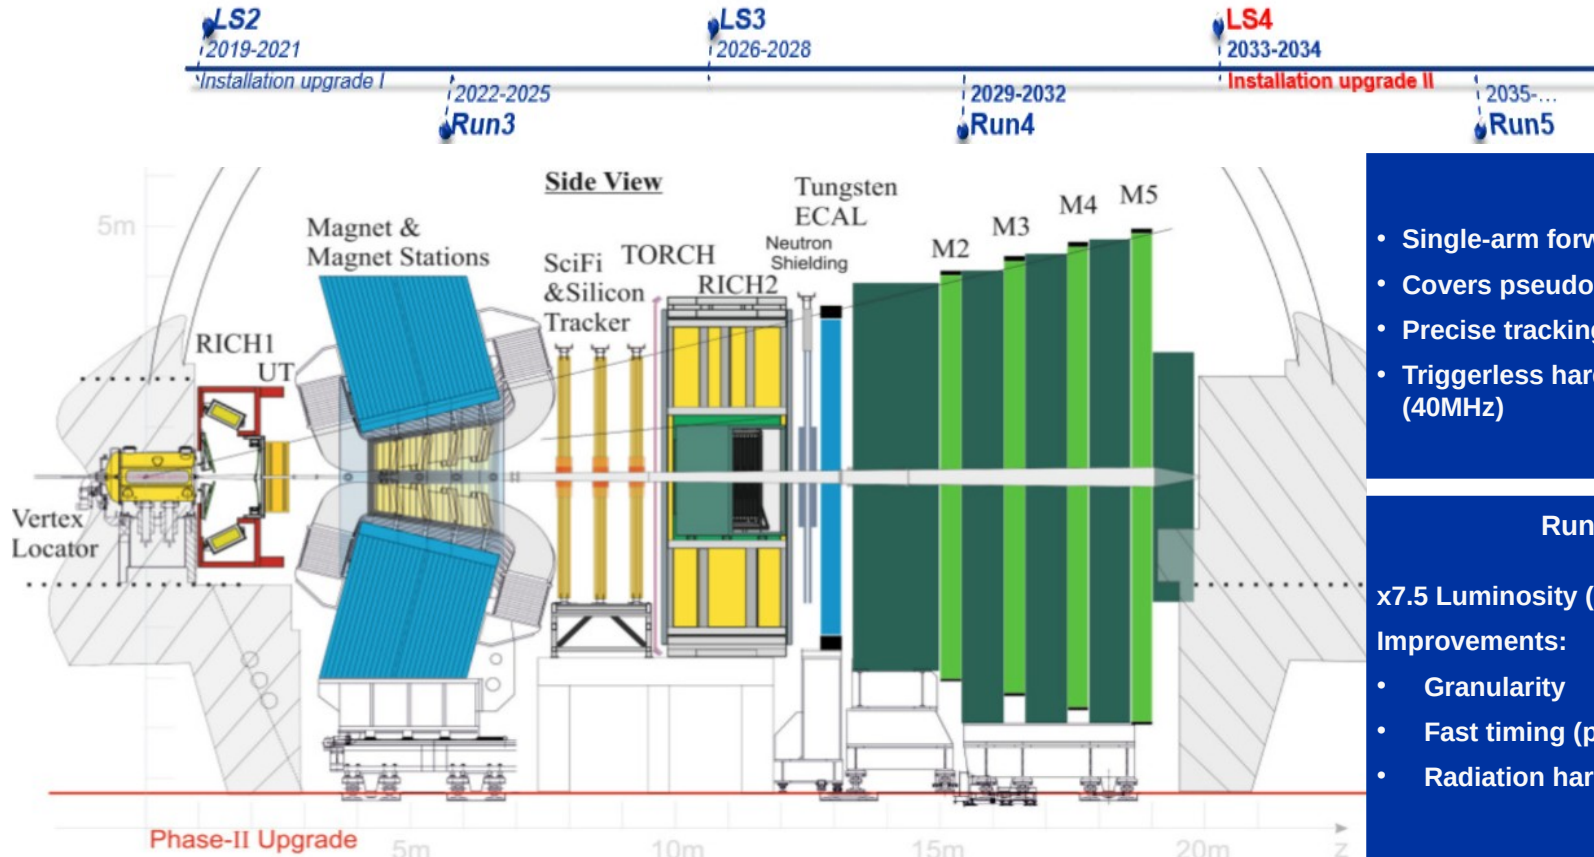 LS2
2019-2021
Installation upgrade I
2022-2025
Run3
LS3
2026-2028
2029-2032
Run4
LS4
2033-2034
Installation upgrade II
2035-...
Run5
Side View
5m
Magnet &
Magnet Stations
SciFi
&Silicon
Tracker
TORCH
RICH2
Tungsten
ECAL
Neutron
Shielding
M2
M3
M4
M5
RICH1
UT
Vertex
Locator
Phase-II Upgrade
5m
10m
15m
20m
z
• Single-arm forw
• Covers pseudo
• Precise tracking
• Triggerless hard
(40MHz)
Run
x7.5 Luminosity (
Improvements:
• Granularity
• Fast timing (p
• Radiation har